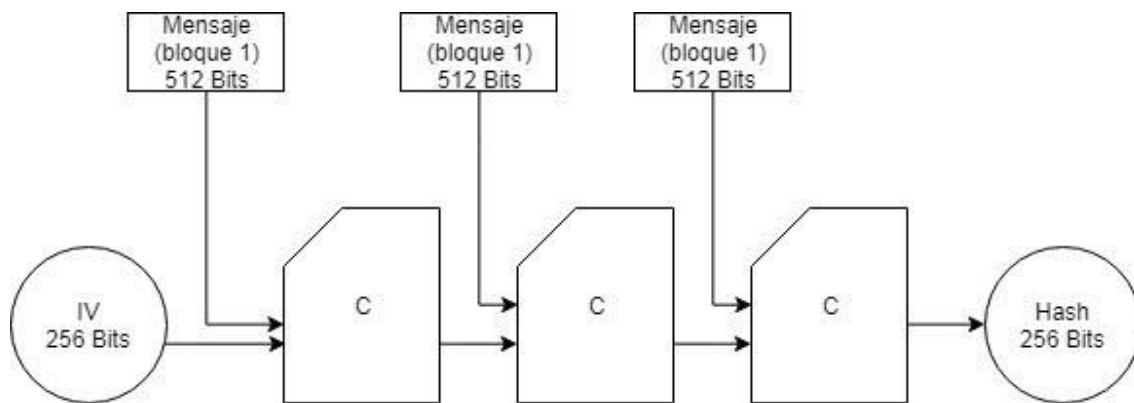 Mensaje
(bloque 1)
512 Bits
Mensaje
(bloque 1)
512 Bits
Mensaje
(bloque 1)
512 Bits
IV
256 Bits
C
C
C
Hash
256 Bits